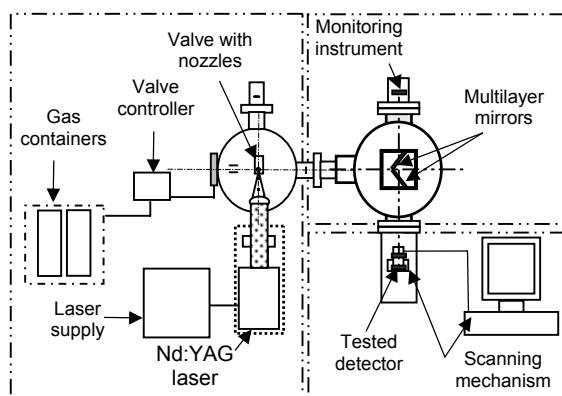 Valve with
nozzles
Monitoring
instrument
Valve
controller
Gas
containers
Multilayer
mirrors
Laser
supply
Nd:YAG
laser
Tested
detector
Scanning
mechanism